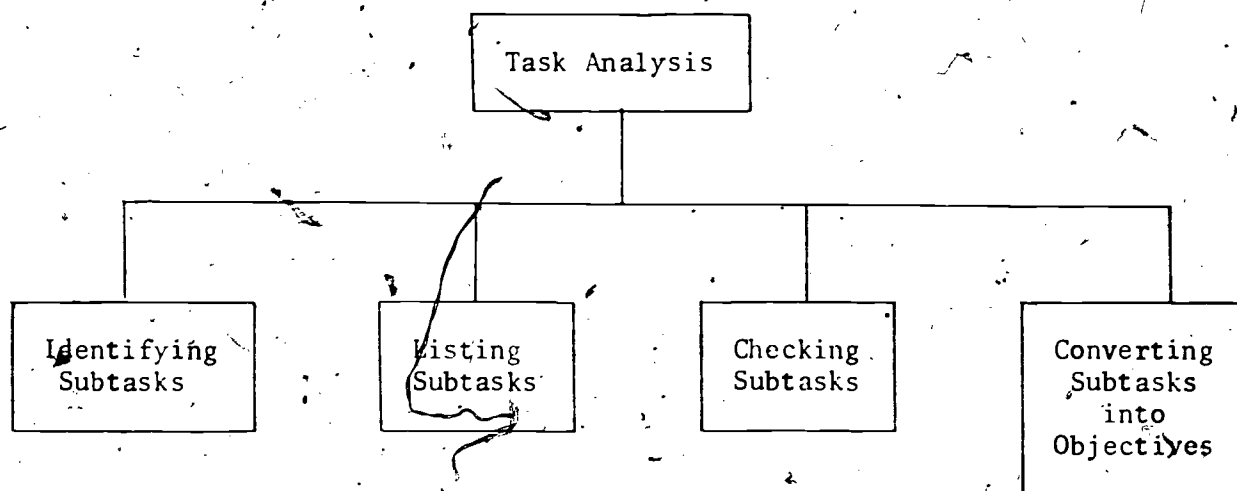 Task Analysis
Identifying
Subtasks
Listing
Subtasks
Checking
Subtasks
Converting
Subtasks
into
Objectives